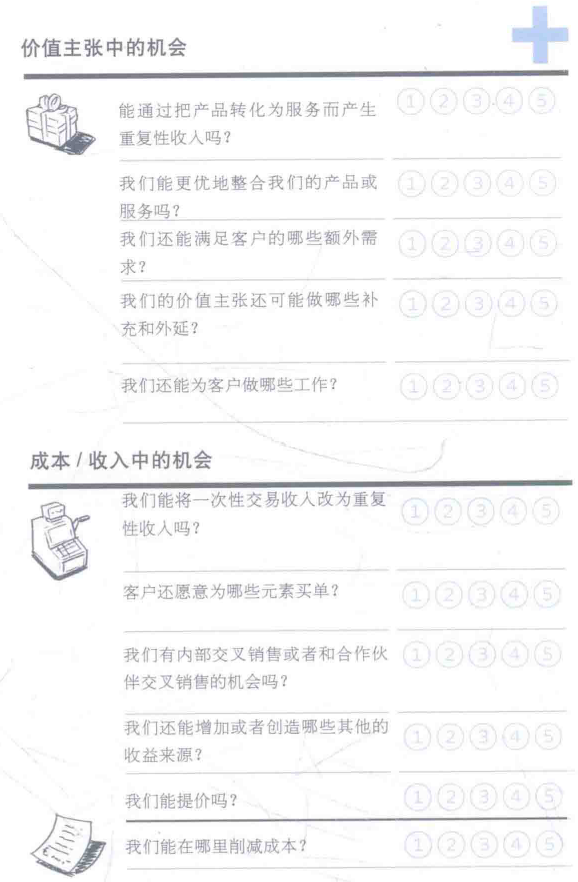 价值主张中的机会
能通过把产品转化为服务而产生 1 2 3 4 5
重复性收入吗?
我们能更优地整合我们的产品或 1 2 3 4 5
服务吗?
我们还能满足客户的哪些额外需 1 2 3 4 5
求?
我们的价值主张还可能做哪些补 1 2 3 4 5
充和外延?
我们还能为客户做哪些工作? 1 2 3 4 5
成本 / 收入中的机会
我们能将一次性交易收入改为重复 1 2 3 4 5
性收入吗?
客户还愿意为哪些元素买单? 1 2 3 4 5
我们有内部交叉销售或者和合作伙 1 2 3 4 5
伴交叉销售的机会吗?
我们还能增加或者创造哪些其他的 1 2 3 4 5
收益来源?
我们能提价吗? 1 2 3 4 5
我们能在哪里削减成本? 1 2 3 4 5